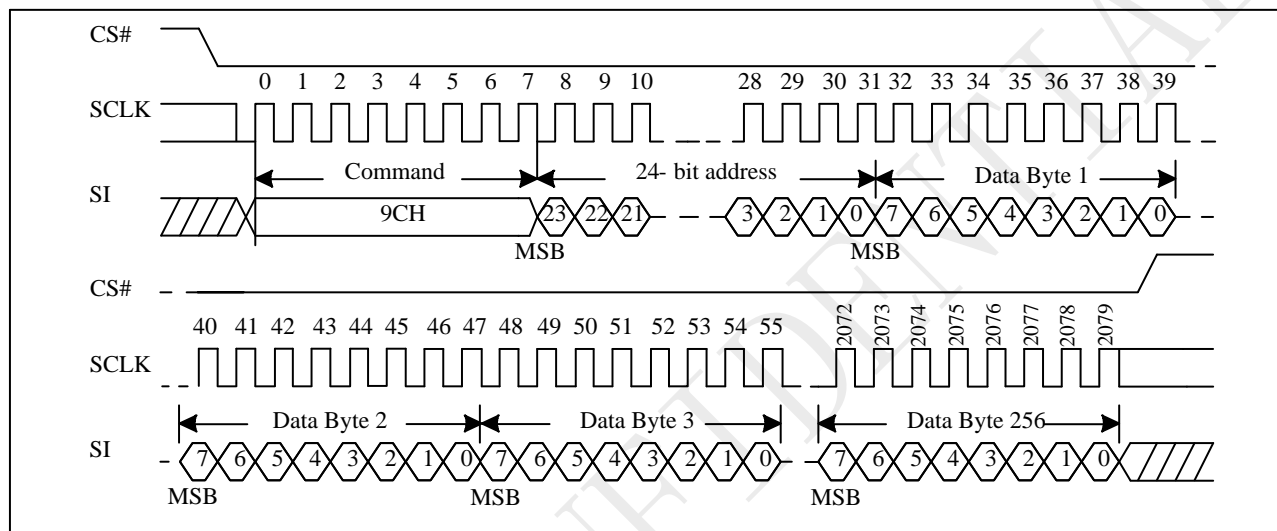 CS#
0 1 2 3 4 5 6 7 8 9 10 28 29 30 31 32 33 34 35 36 37 38 39
SCLK
Command 24- bit address Data Byte 1
SI
9CH 23 22 21 3 2 1 0 7 6 5 4 3 2 1 0
MSB MSB
CS#
40 41 42 43 44 45 46 47 48 49 50 51 52 53 54 55 2072 2073 2074 2075 2076 2077 2078 2079
SCLK
Data Byte 2 Data Byte 3 Data Byte 256
SI
7 6 5 4 3 2 1 0 7 6 5 4 3 2 1 0 7 6 5 4 3 2 1 0
MSB MSB MSB